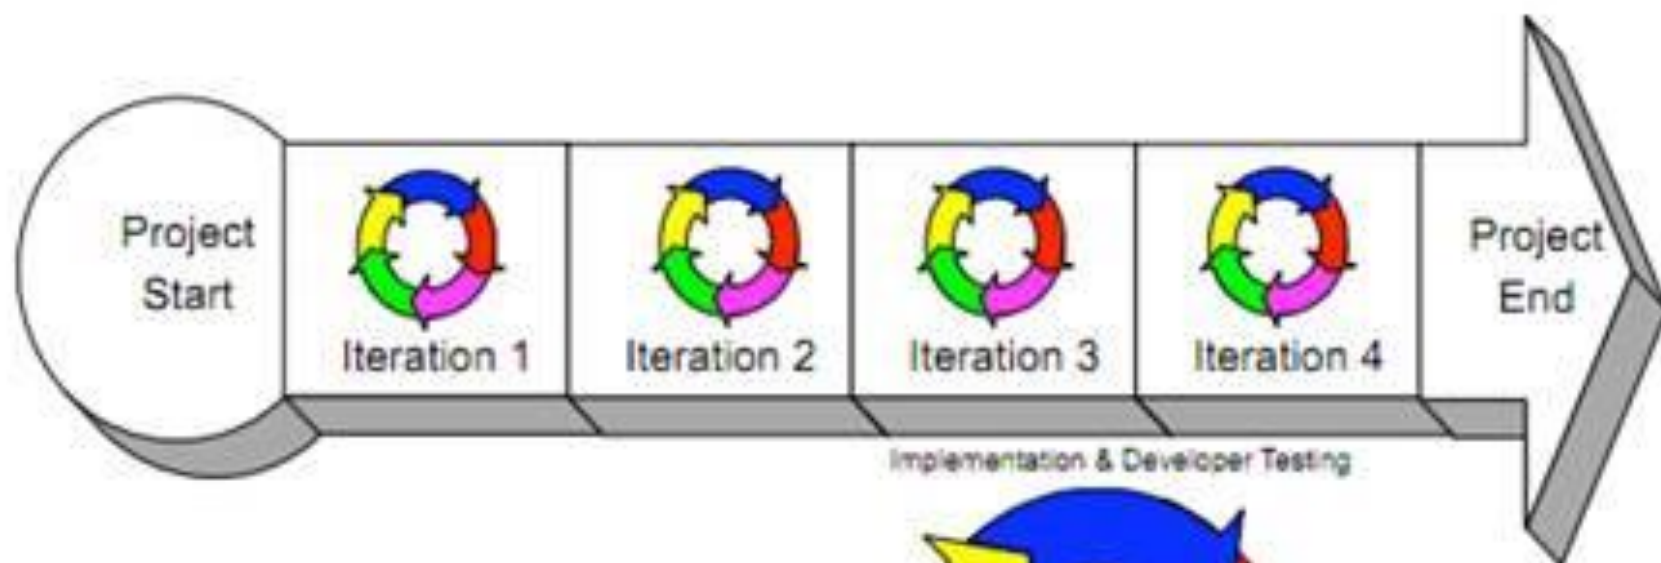 Project
Start
Iteration 1
Iteration 2
Iteration 3
Iteration 4
Project
End
Implementation & Developer Testing